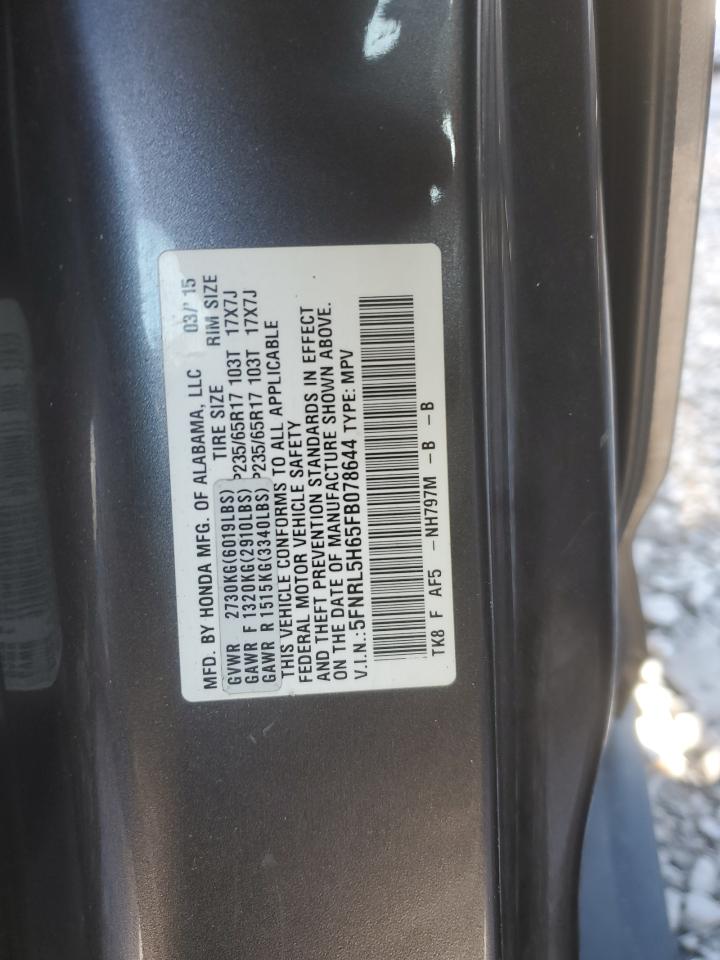 MFD. BY HONDA MFG. OF ALABAMA, LLC 03/'15
TIRE SIZE RIM SIZE
GVWR 2730KG(6019LBS)
GAWR F 1320KG(2910LBS) P235/65R17 103T 17X7J
GAWR R 1515KG(3340LBS) P235/65R17 103T 17X7J
THIS VEHICLE CONFORMS TO ALL APPLICABLE
FEDERAL MOTOR VEHICLE SAFETY
AND THEFT PREVENTION STANDARDS IN EFFECT
ON THE DATE OF MANUFACTURE SHOWN ABOVE.
V.I.N.:5FNRL5H65FB078644 TYPE: MPV
TK8 F AF5 -NH797M -B -B